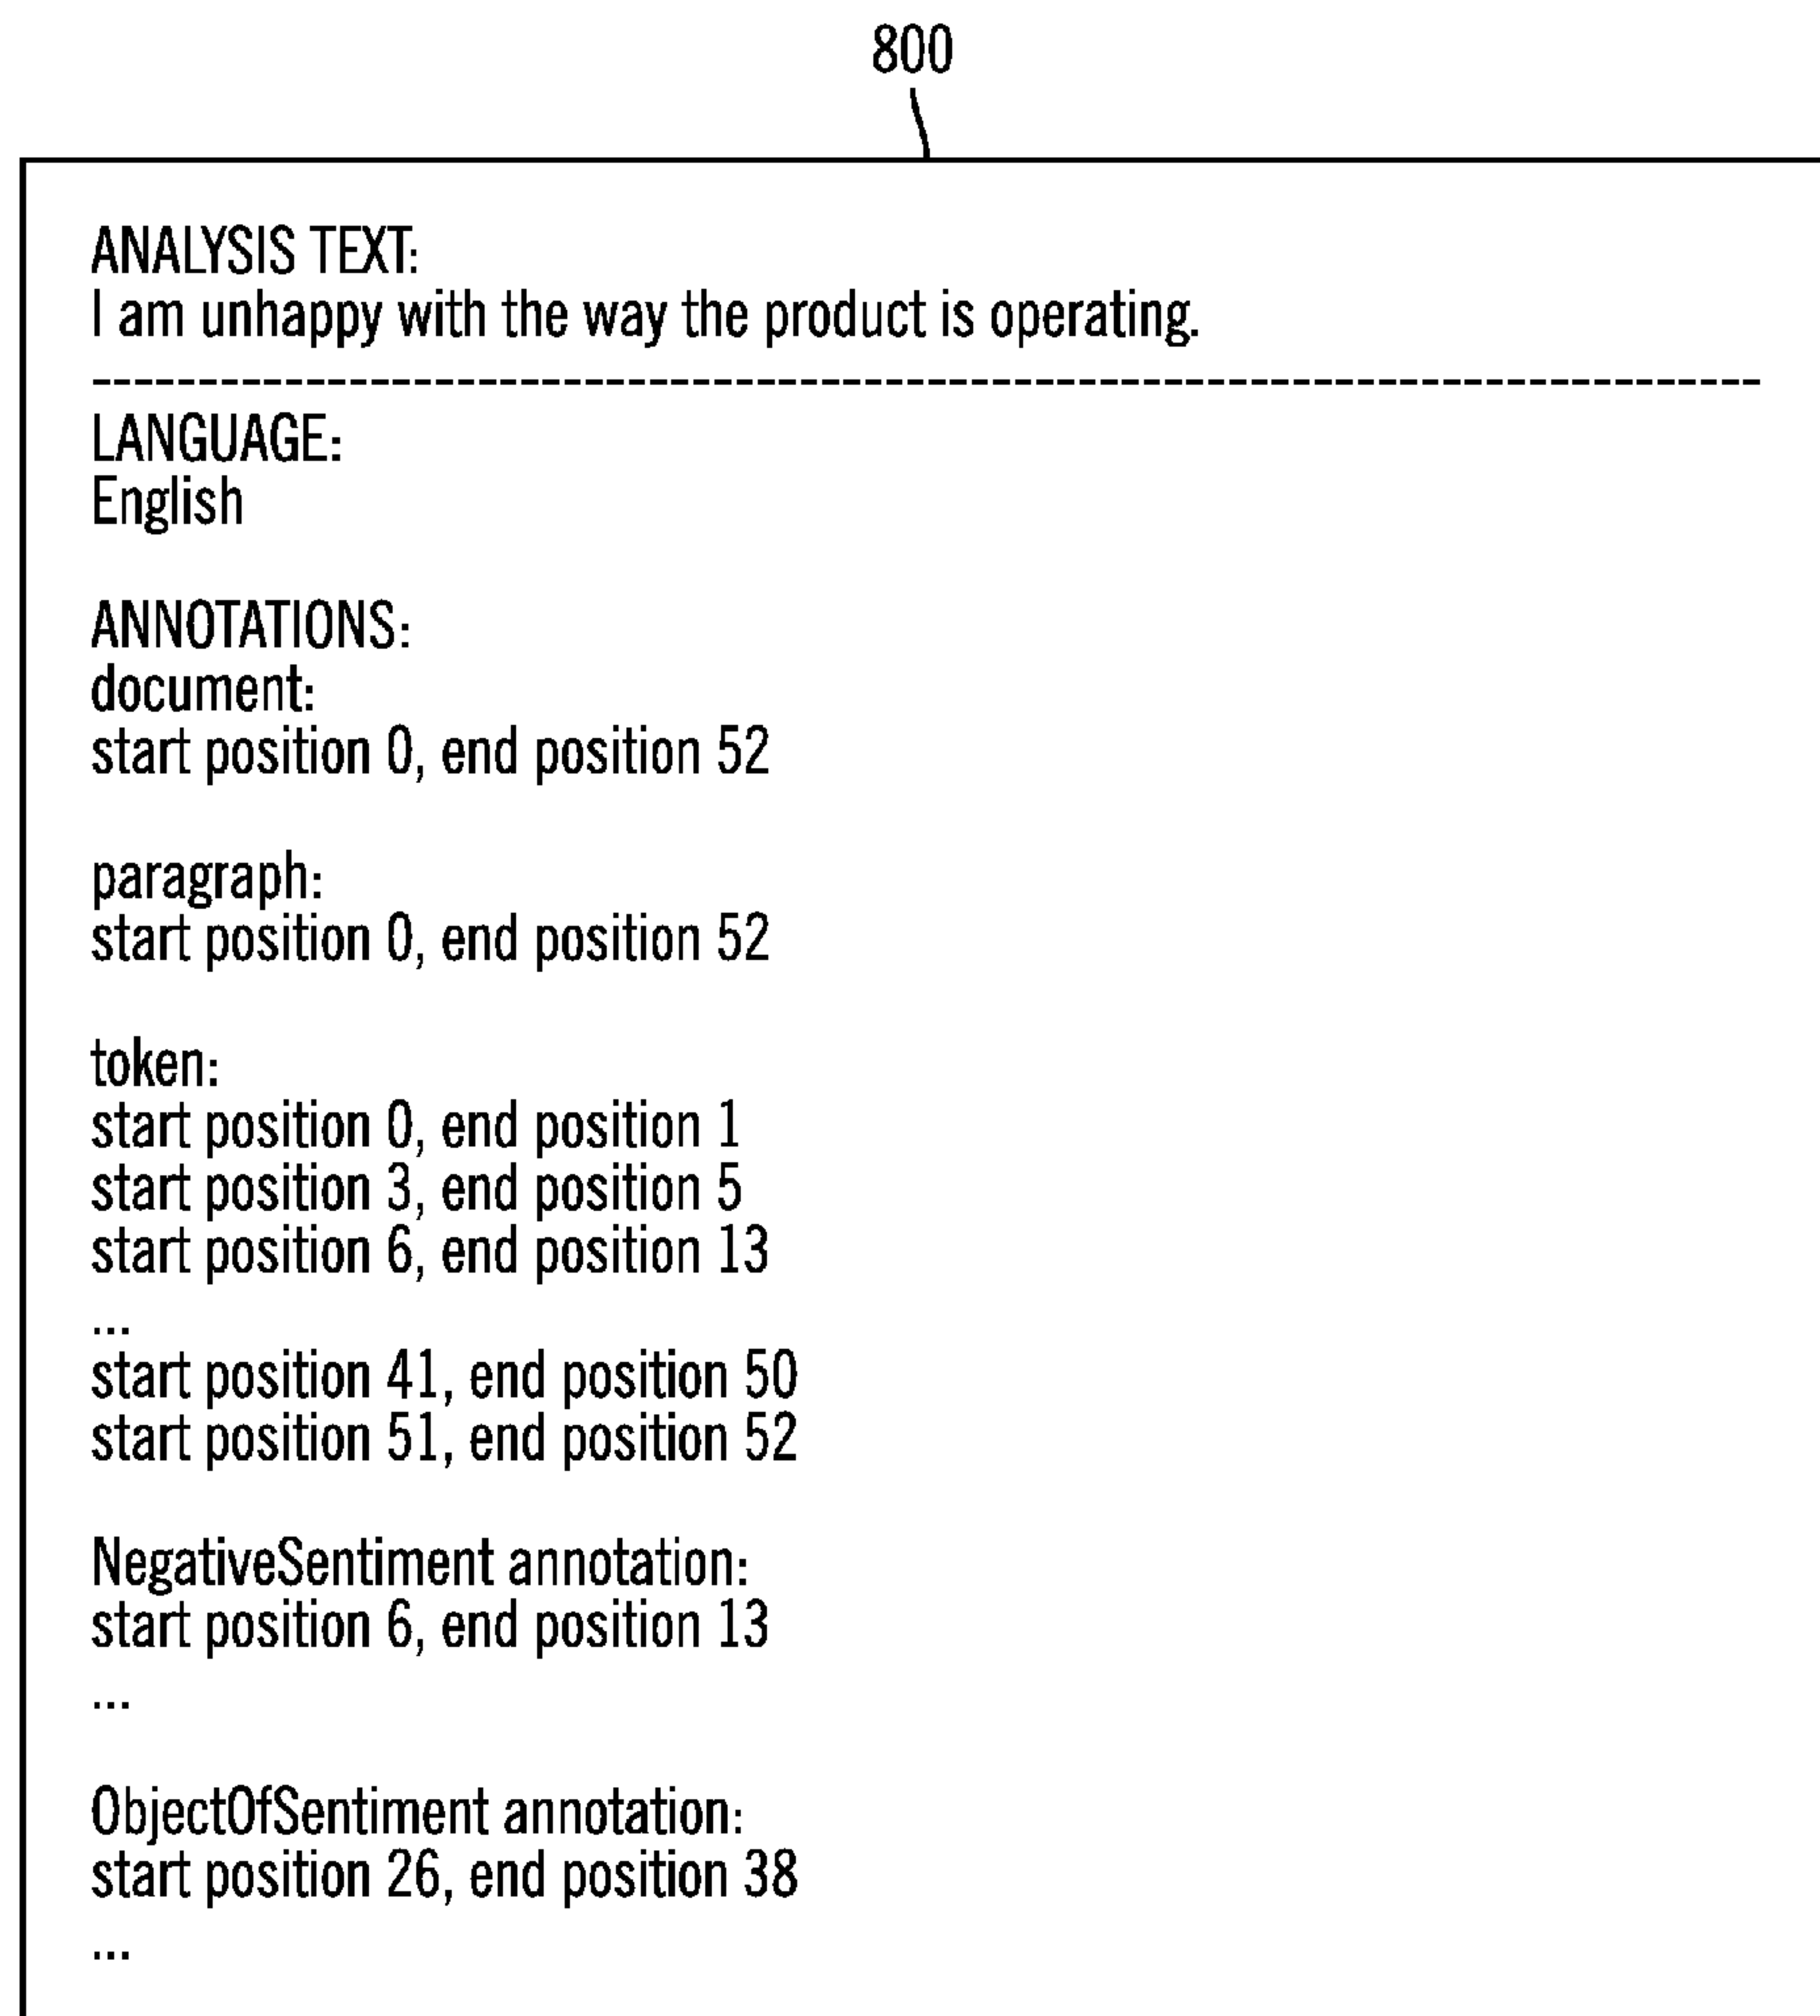 800
ANALYSIS TEXT:
I am unhappy with the way the product is operating.
--------------------------------------------------------------------------------
LANGUAGE:
English
ANNOTATIONS:
document:
start position 0, end position 52
paragraph:
start position 0, end position 52
token:
start position 0, end position 1
start position 3, end position 5
start position 6, end position 13
...
start position 41, end position 50
start position 51, end position 52
NegativeSentiment annotation:
start position 6, end position 13
...
ObjectOfSentiment annotation:
start position 26, end position 38
...